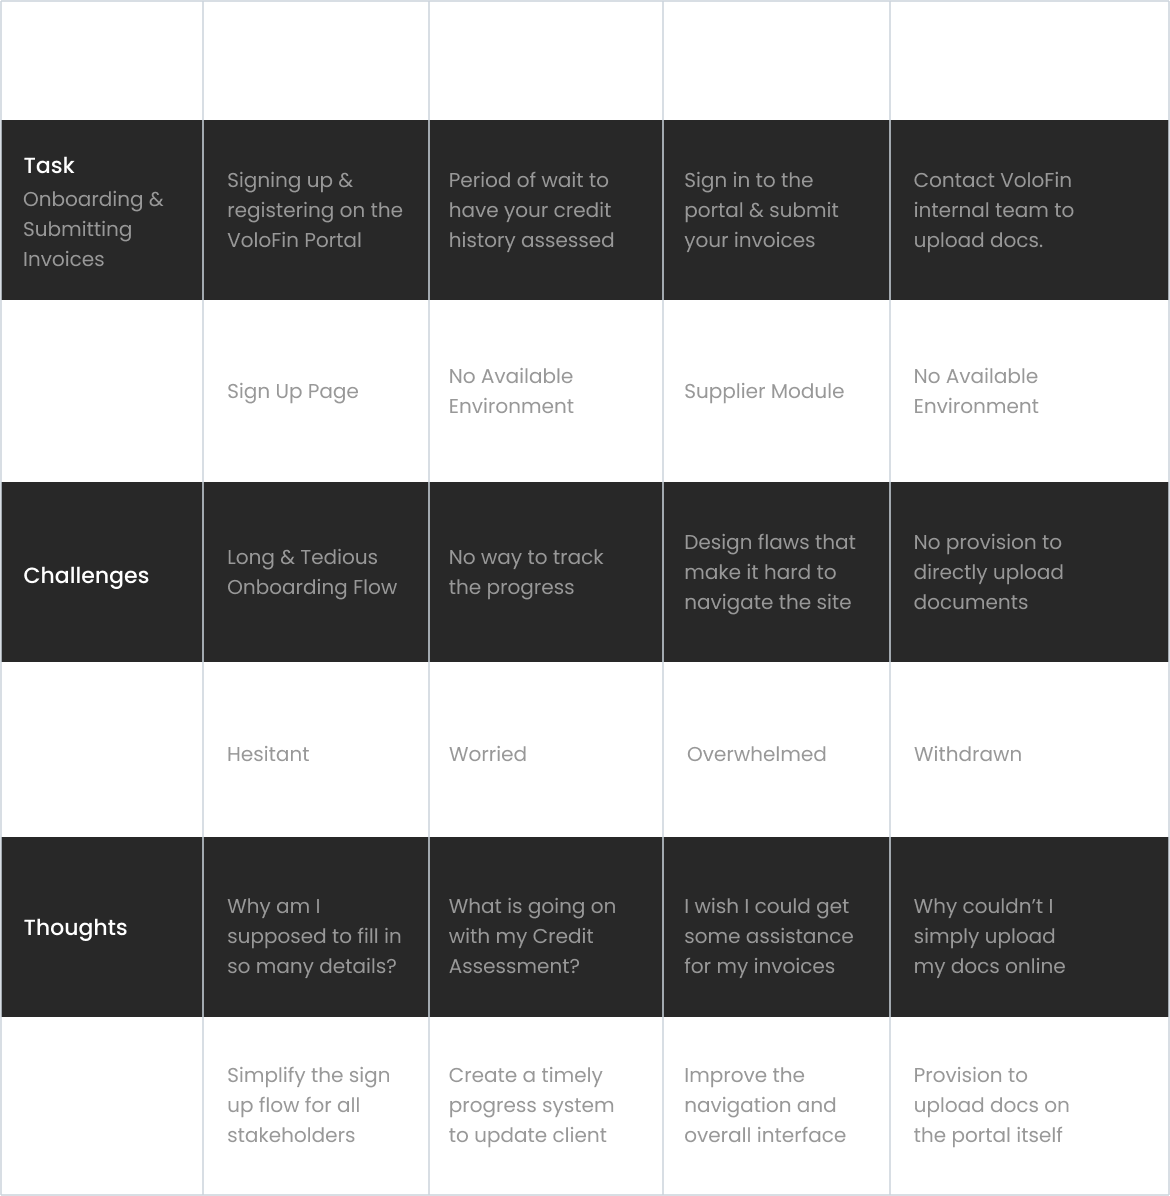 Task
Onboarding &
Submitting
Invoices
Signing up &
registering on the
VoloFin Portal
Period of wait to
have your credit
history assessed
Sign in to the
portal & submit
your invoices
Contact VoloFin
internal team to
upload docs.
Sign Up Page
No Available
Environment
Supplier Module
No Available
Environment
Challenges
Long & Tedious
Onboarding Flow
No way to track
the progress
Design flaws that
make it hard to
navigate the site
No provision to
directly upload
documents
Hesitant
Worried
Overwhelmed
Withdrawn
Thoughts
Why am I
supposed to fill in
so many details?
What is going on
with my Credit
Assessment?
I wish I could get
some assistance
for my invoices
Why couldn’t I
simply upload
my docs online
Simplify the sign
up flow for all
stakeholders
Create a timely
progress system
to update client
Improve the
navigation and
overall interface
Provision to
upload docs on
the portal itself